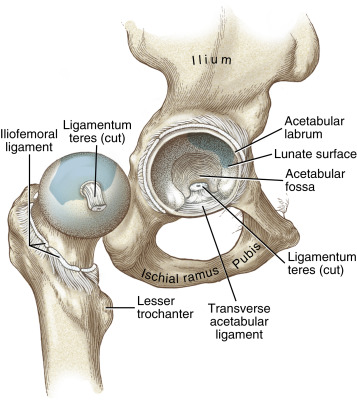 Ilium
Acetabular
labrum
Ligamentum
teres (cut)
Iliofemoral
ligament
Lunate surface
Acetabular
fossa
Ligamentum
teres (cut)
Ischial ramus
Pubis
Lesser
trochanter
Transverse
acetabular
ligament